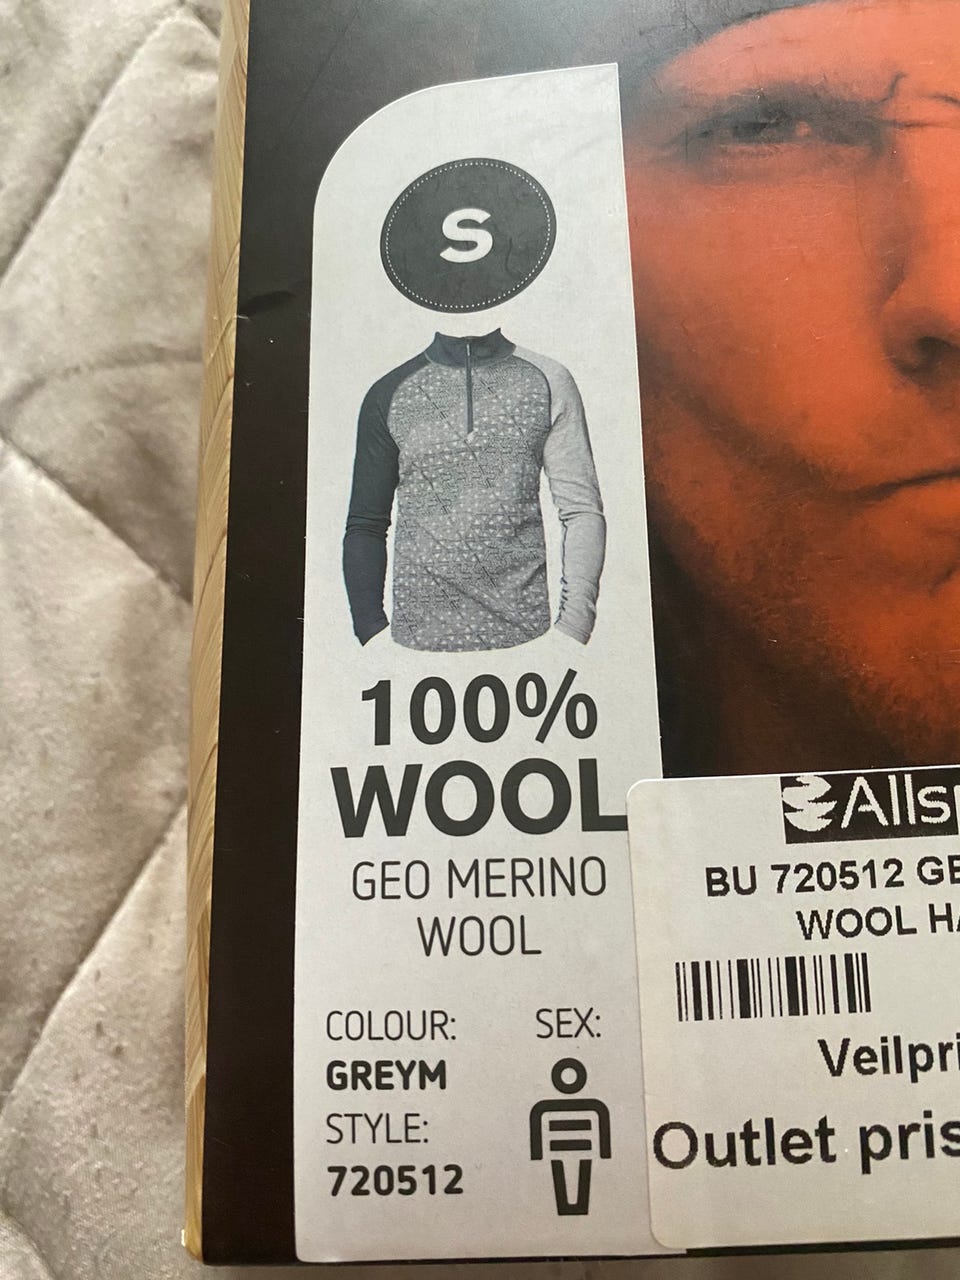 S
100%
WOOL
GEO MERINO
WOOL
COLOUR:
GREYM
STYLE:
720512
SEX:
BU 720512
WOOL
Outlet